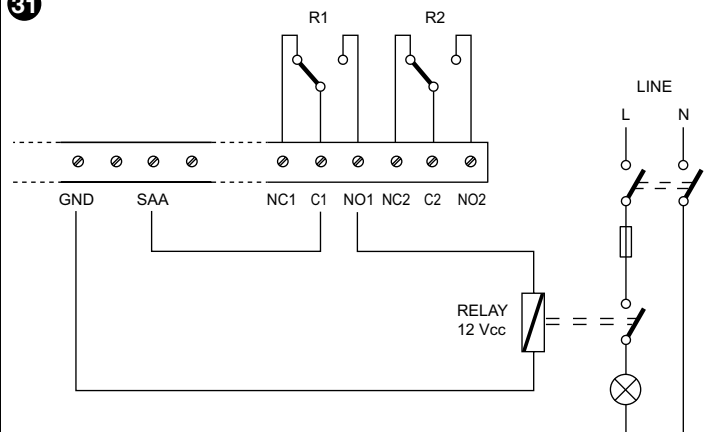 31
R1 R2
LINE
L N
GND SAA NC1 C1 NO1 NC2 C2 NO2
RELAY
12 Vcc